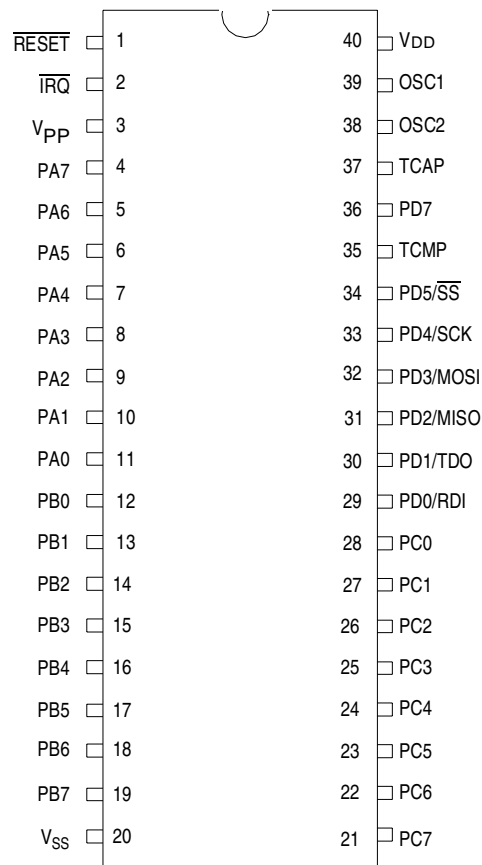 R̅E̅S̅E̅T̅ 1 40 VDD
I̅R̅Q̅ 2 39 OSC1
VPP 3 38 OSC2
PA7 4 37 TCAP
PA6 5 36 PD7
PA5 6 35 TCMP
PA4 7 34 PD5/S̅S̅
PA3 8 33 PD4/SCK
PA2 9 32 PD3/MOSI
PA1 10 31 PD2/MISO
PA0 11 30 PD1/TDO
PB0 12 29 PD0/RDI
PB1 13 28 PC0
PB2 14 27 PC1
PB3 15 26 PC2
PB4 16 25 PC3
PB5 17 24 PC4
PB6 18 23 PC5
PB7 19 22 PC6
VSS 20 21 PC7